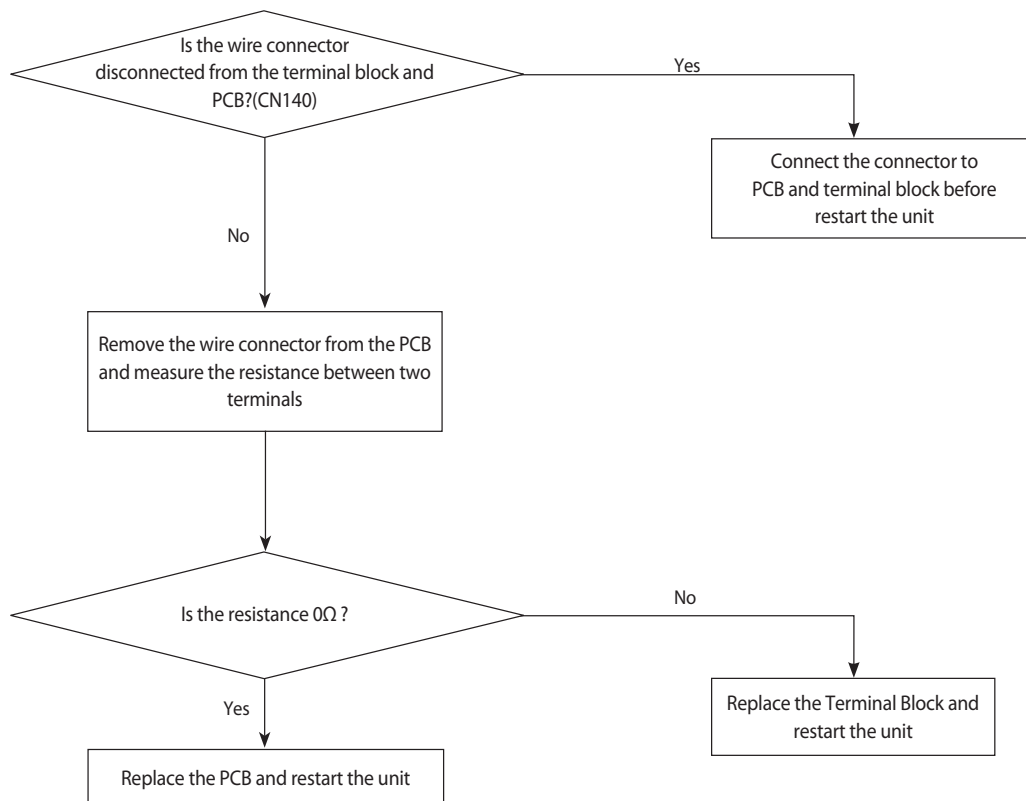 Is the wire connector
disconnected from the terminal block and
PCB?(CN140)
Yes
Connect the connector to
PCB and terminal block before
restart the unit
No
Remove the wire connector from the PCB
and measure the resistance between two
terminals
Is the resistance 0Ω ?
No
Replace the Terminal Block and
restart the unit
Yes
Replace the PCB and restart the unit